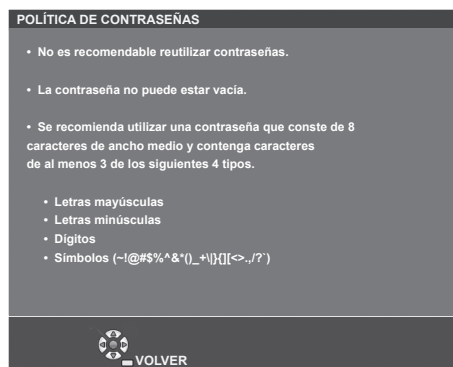 POLÍTICA DE CONTRASEÑAS
• No es recomendable reutilizar contraseñas.
• La contraseña no puede estar vacía.
• Se recomienda utilizar una contraseña que conste de 8
caracteres de ancho medio y contenga caracteres
de al menos 3 de los siguientes 4 tipos.
• Letras mayúsculas
• Letras minúsculas
• Dígitos
• Símbolos (~!@#$%^&*()_+\|}{][<>.,/?`)
VOLVER